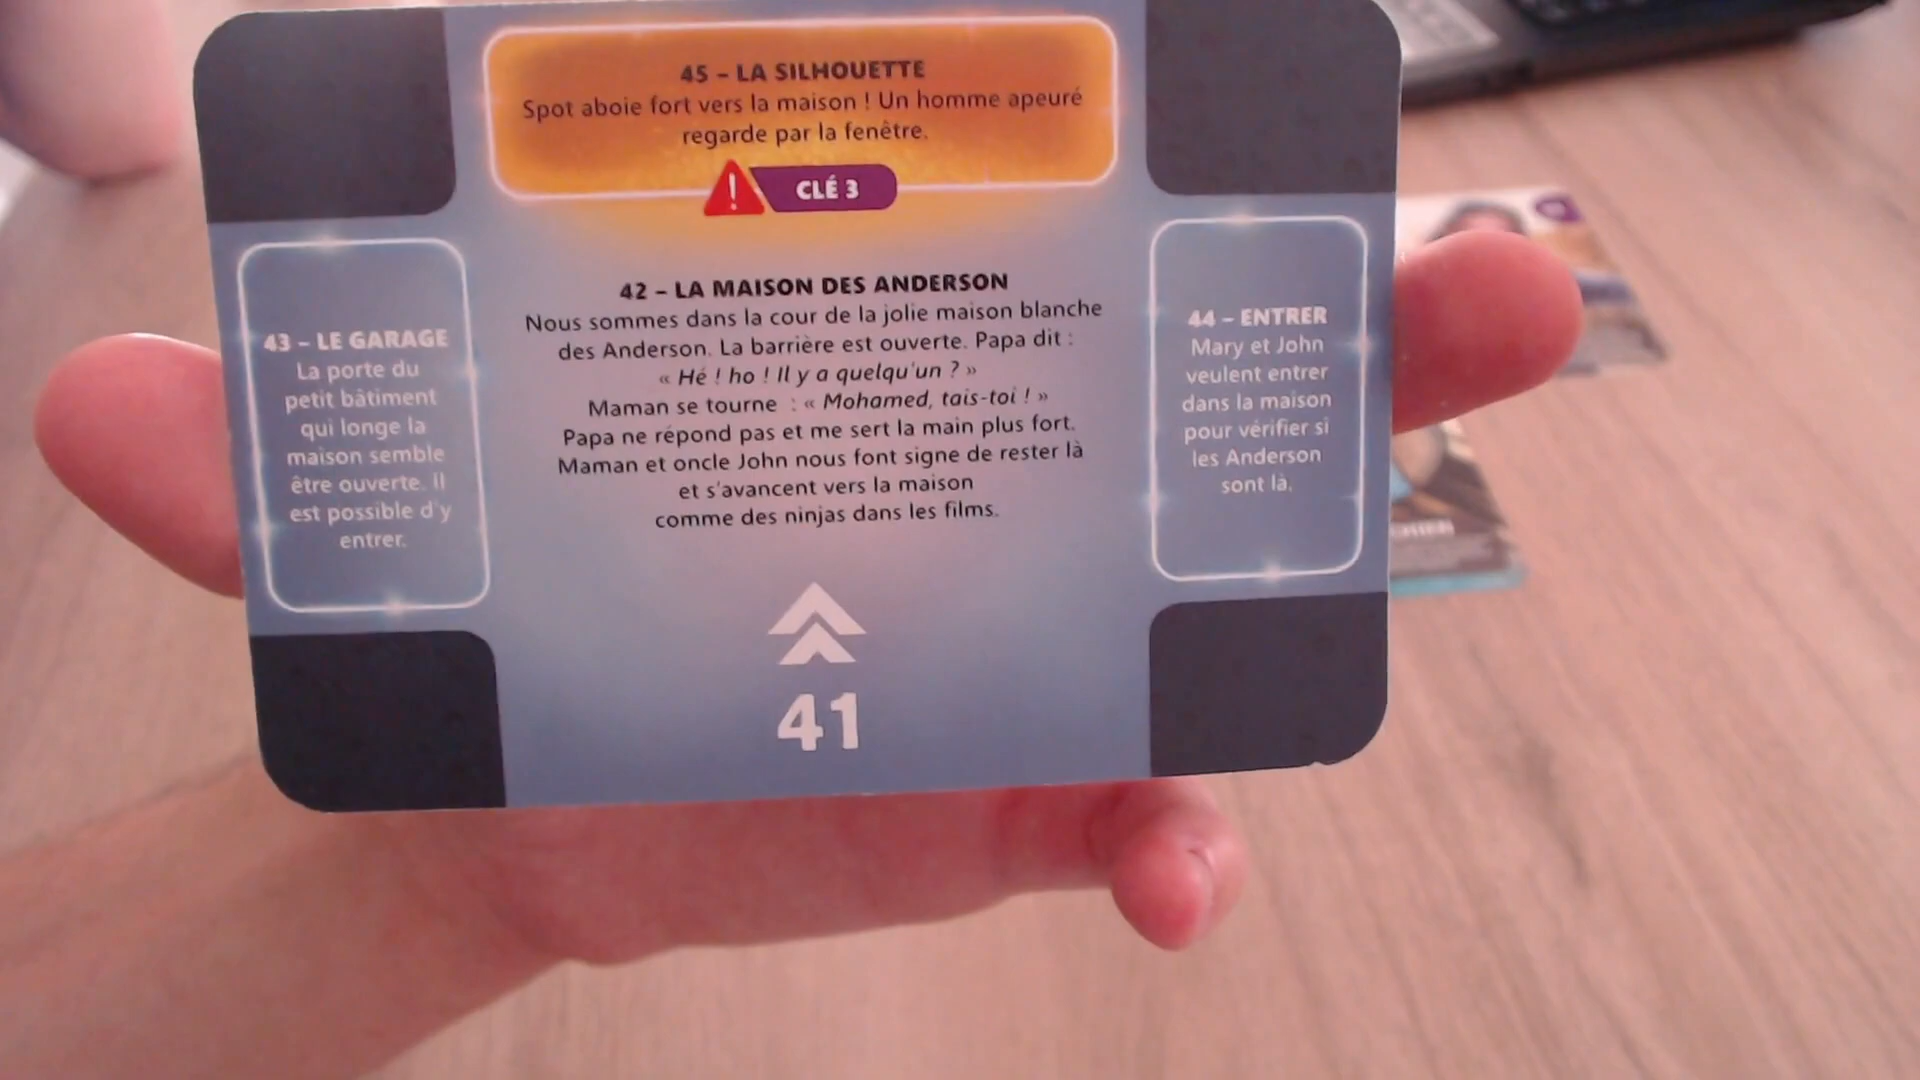 45 – LA SILHOUETTE
Spot aboie fort vers la maison ! Un homme apeuré
regarde par la fenêtre.
!
CLÉ 3
42 – LA MAISON DES ANDERSON
Nous sommes dans la cour de la jolie maison blanche
des Anderson. La barrière est ouverte. Papa dit :
« Hé ! ho ! Il y a quelqu'un ? »
Maman se tourne : « Mohamed, tais-toi ! »
Papa ne répond pas et me sert la main plus fort.
Maman et oncle John nous font signe de rester là
et s'avancent vers la maison
comme des ninjas dans les films.
43 – LE GARAGE
La porte du
petit bâtiment
qui longe la
maison semble
être ouverte. Il
est possible d'y
entrer.
44 – ENTRER
Mary et John
veulent entrer
dans la maison
pour vérifier si
les Anderson
sont là.
41